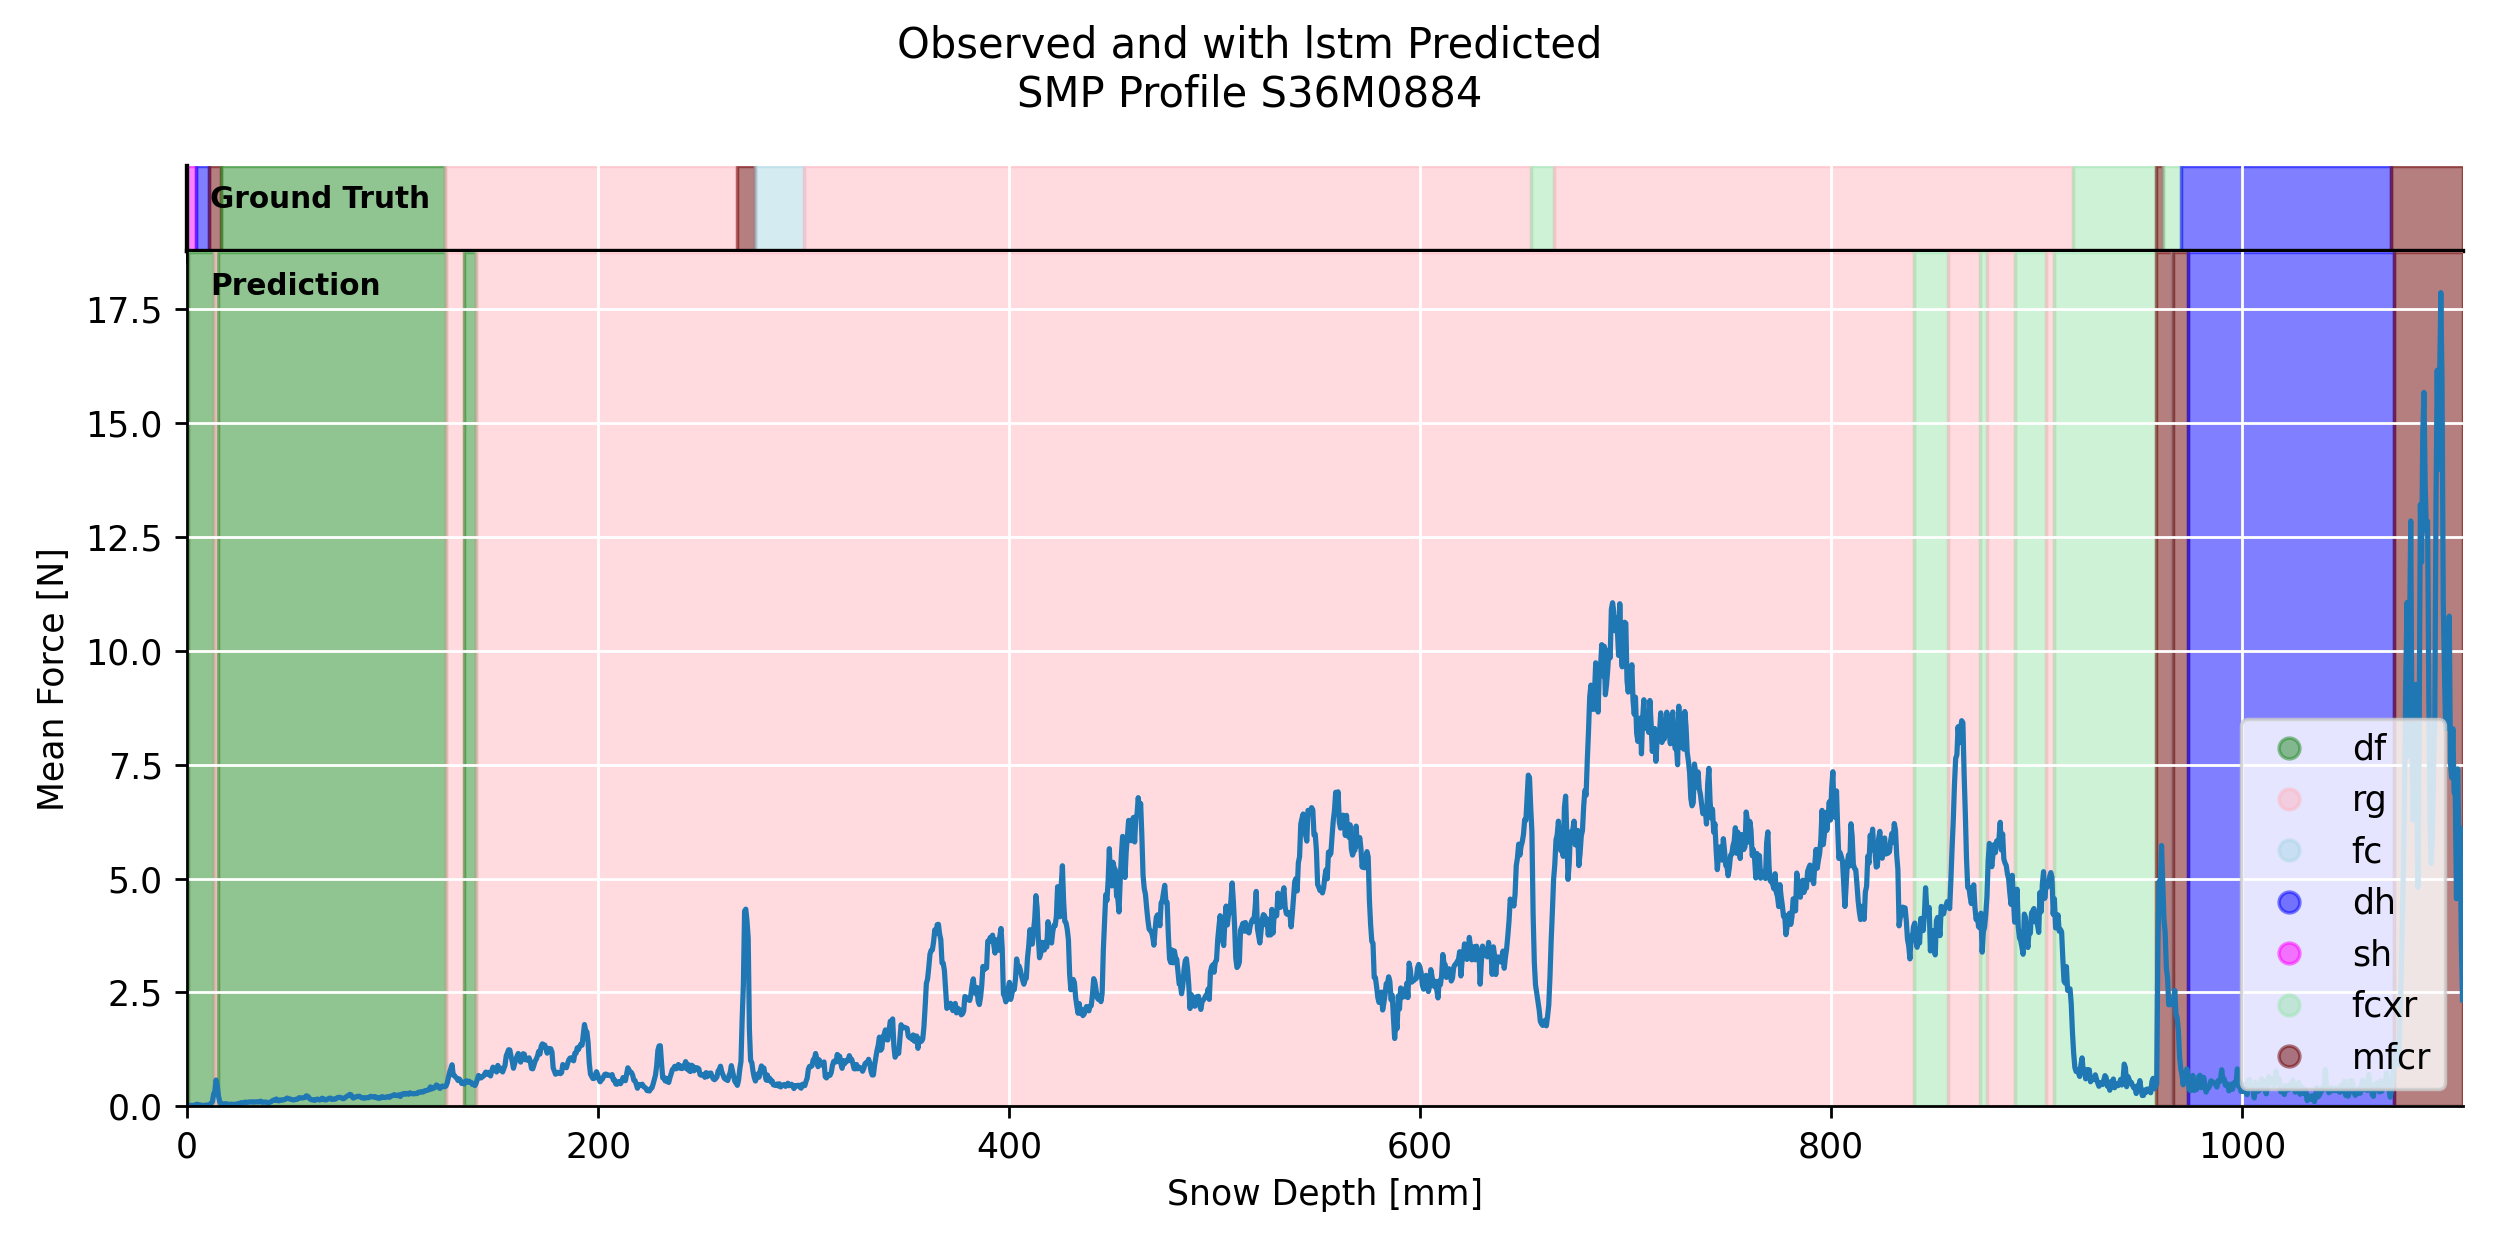 Observed and with lstm Predicted
SMP Profile S36M0884
Ground Truth
Prediction
17.5
15.0
12.5
10.0
7.5
5.0
2.5
0.0
Mean Force [N]
df
rg
fc
dh
sh
fcxr
mfcr
0 200 400 600 800 1000
Snow Depth [mm]